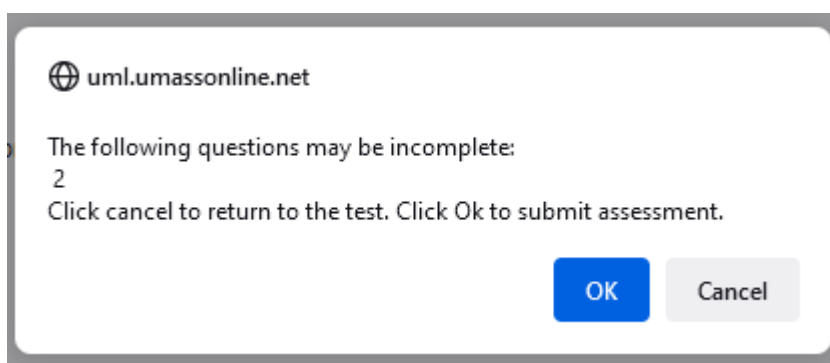 uml.umassonline.net
The following questions may be incomplete:
2
Click cancel to return to the test. Click Ok to submit assessment.
OK Cancel